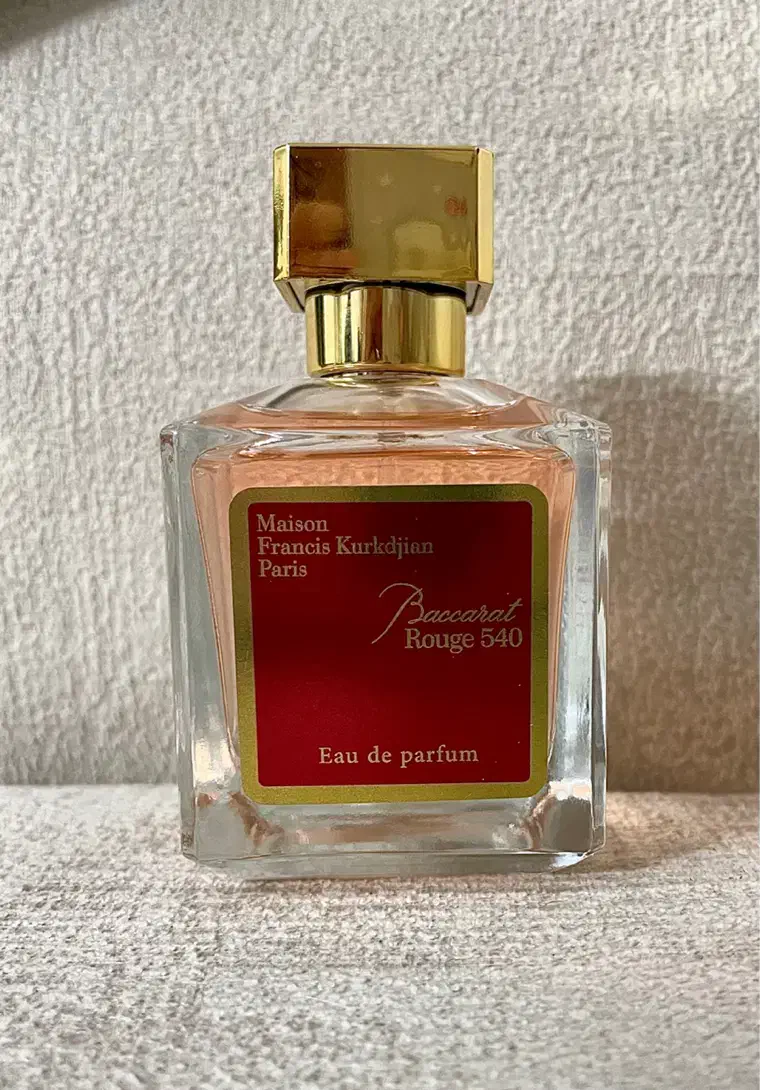 Maison
Francis Kurkdjian
Paris
Baccarat
Rouge 540
Eau de parfum